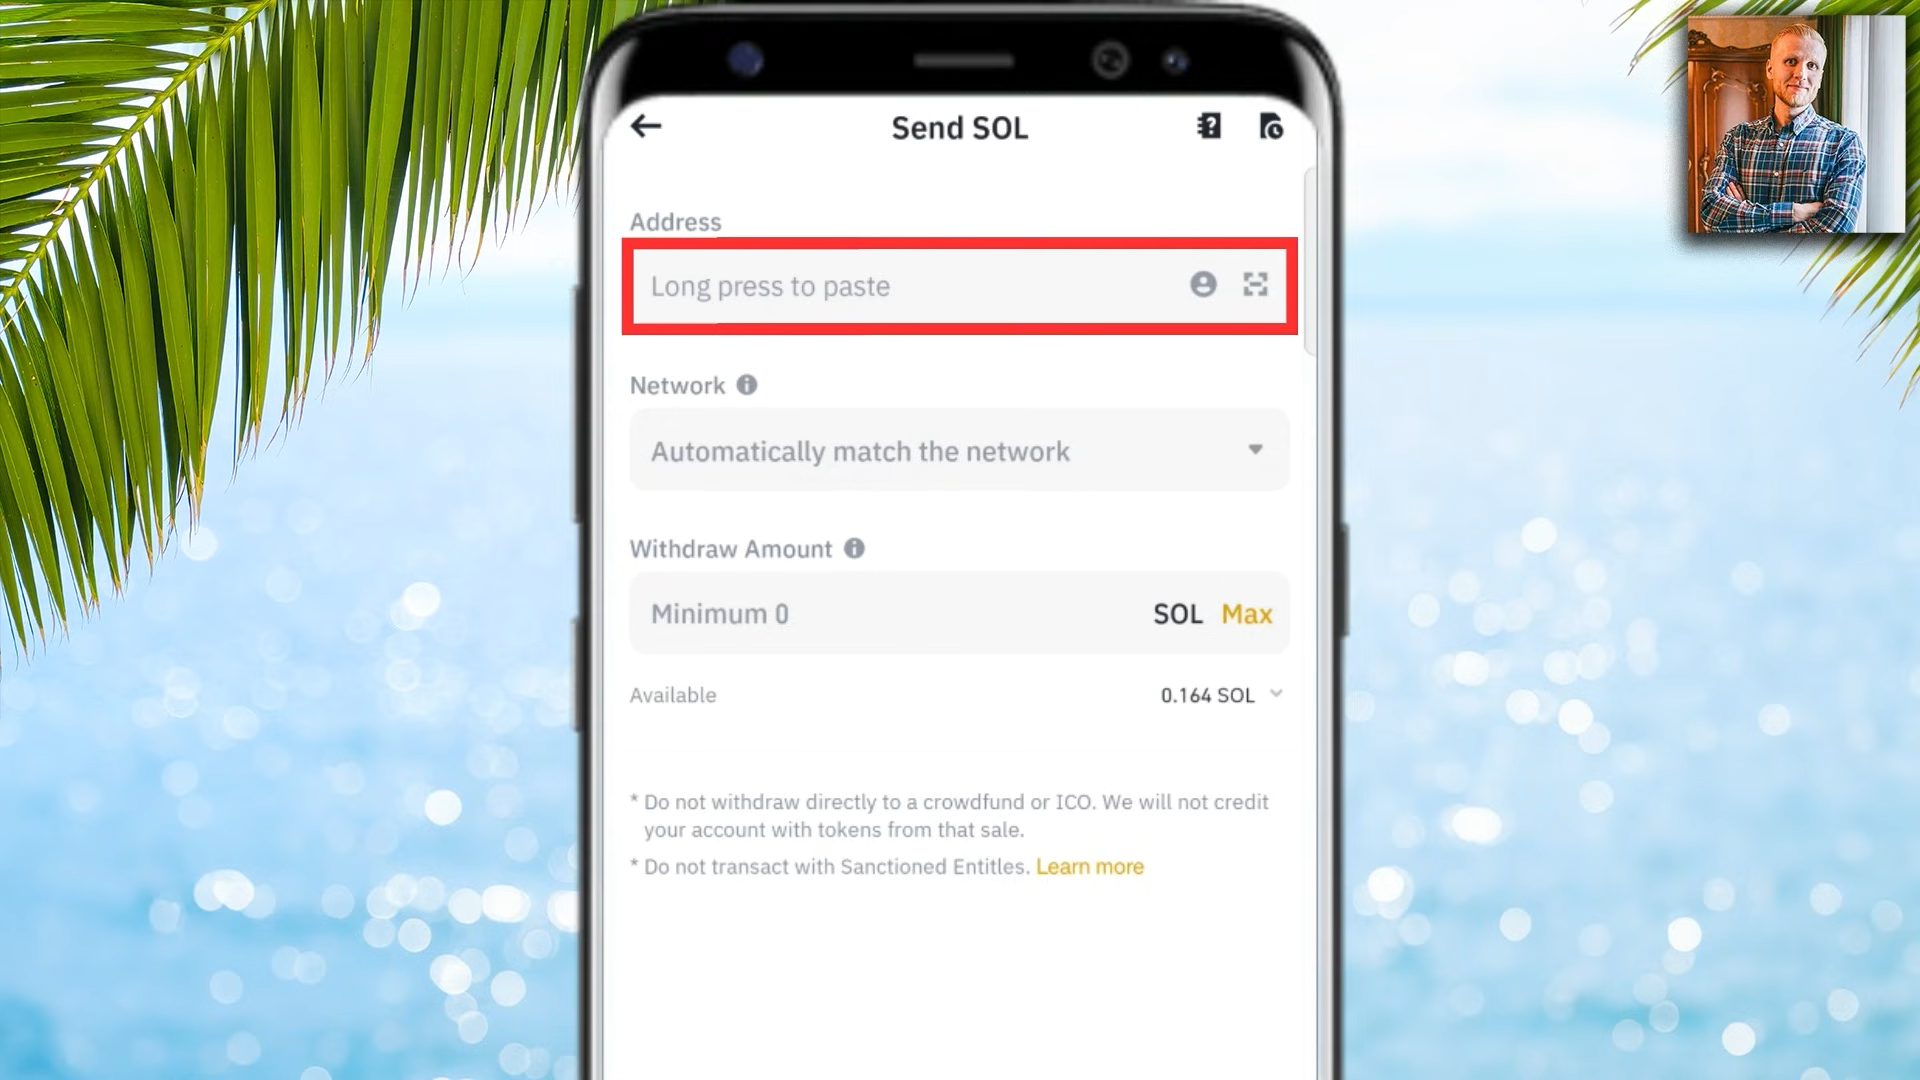 Send SOL
Address
Long press to paste
Network
Automatically match the network
Withdraw Amount
Minimum 0 SOL Max
Available 0.164 SOL
* Do not withdraw directly to a crowdfund or ICO. We will not credit
your account with tokens from that sale.
* Do not transact with Sanctioned Entitles. Learn more